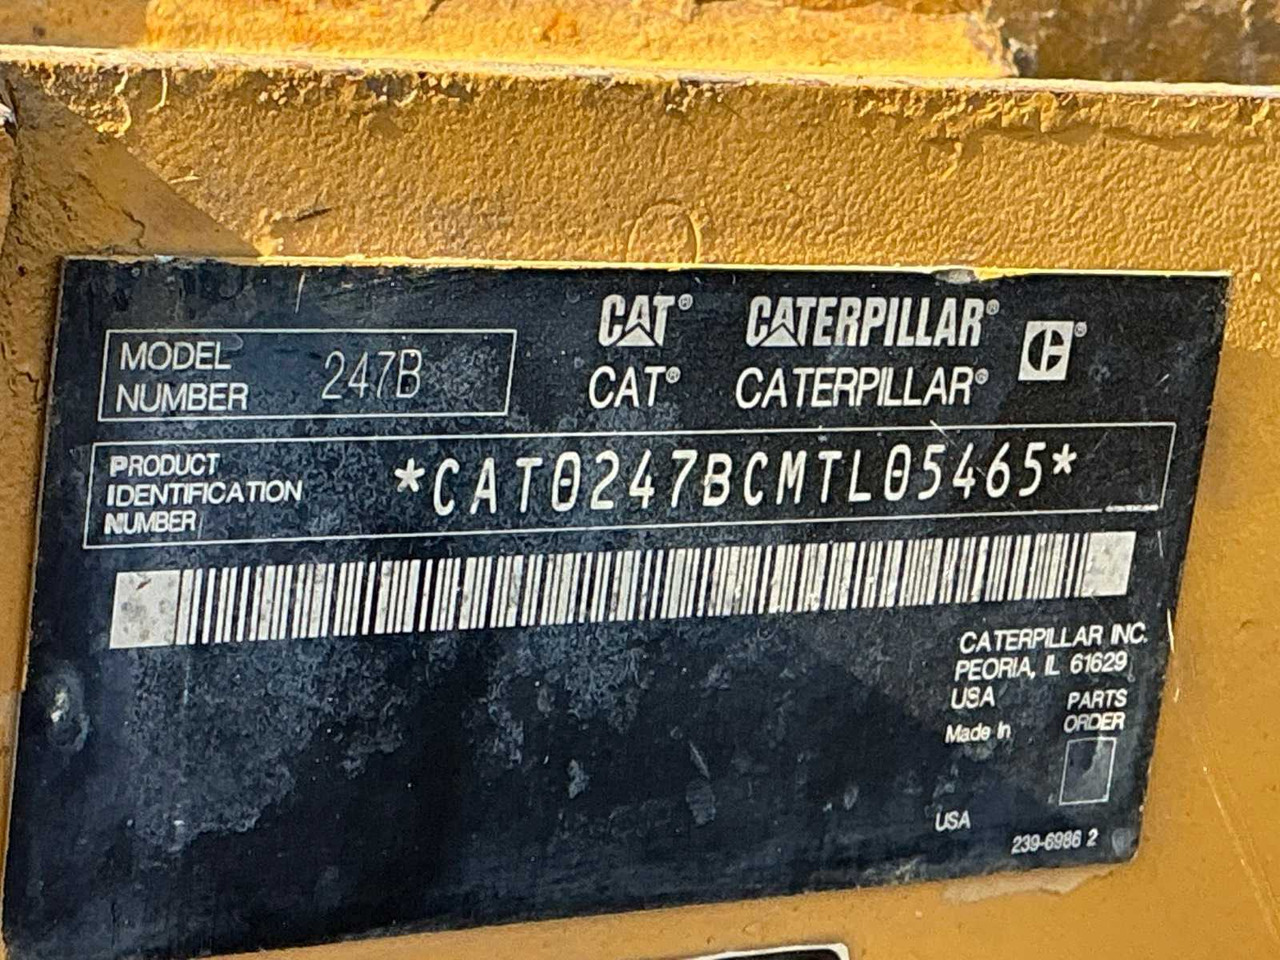 CAT® CATERPILLAR®
CAT® CATERPILLAR®
MODEL
NUMBER 247B
PRODUCT
IDENTIFICATION
NUMBER
*CAT0247BCMTL05465*
CATERPILLAR INC.
PEORIA, IL 61629
USA
Made in
USA
PARTS
ORDER
239-6986 2